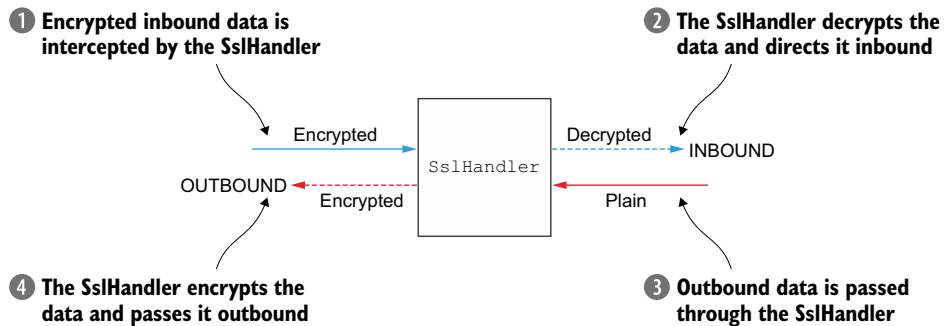 1 Encrypted inbound data is
intercepted by the SslHandler
2 The SslHandler decrypts the
data and directs it inbound
Encrypted
Decrypted
INBOUND
SslHandler
OUTBOUND
Encrypted
Plain
4 The SslHandler encrypts the
data and passes it outbound
3 Outbound data is passed
through the SslHandler